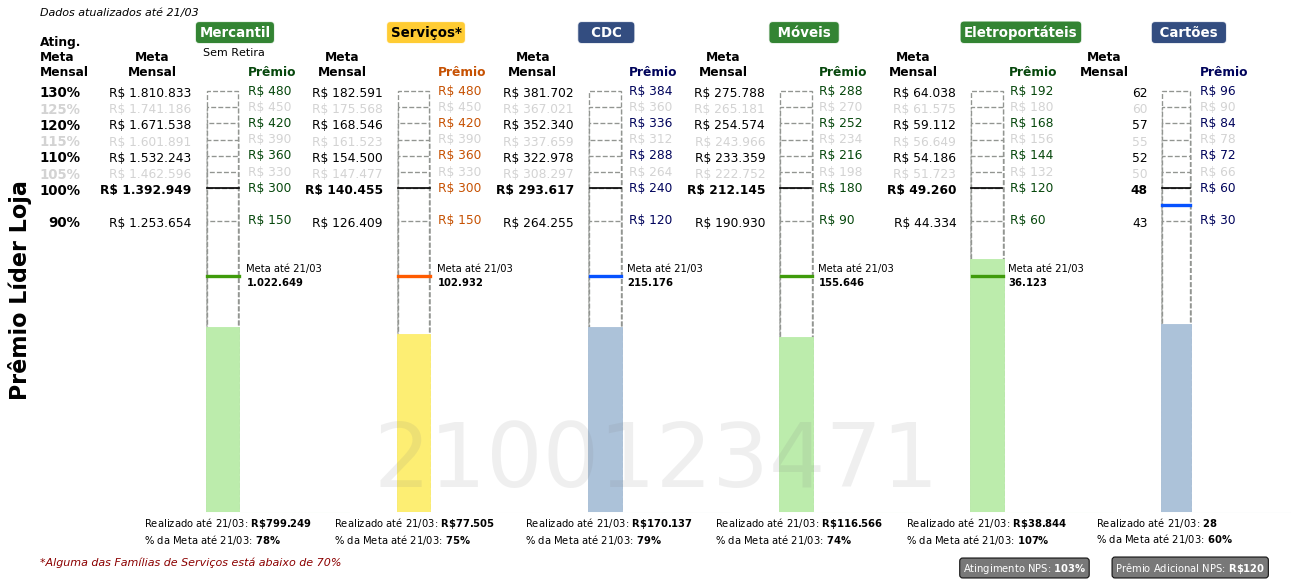 Dados atualizados até 21/03
Mercantil Serviços* CDC Móveis Eletroportáteis Cartões
Sem Retira
Ating. Meta Mensal Meta Mensal Prêmio Meta Mensal Prêmio Meta Mensal Prêmio Meta Mensal Prêmio Meta Mensal Prêmio Meta Mensal Prêmio
130% R$ 1.810.833 R$ 480 R$ 182.591 R$ 480 R$ 381.702 R$ 384 R$ 275.788 R$ 288 R$ 64.038 R$ 192 62 R$ 96
125% R$ 1.741.186 R$ 450 R$ 175.568 R$ 450 R$ 367.021 R$ 360 R$ 265.181 R$ 270 R$ 61.575 R$ 180 60 R$ 90
120% R$ 1.671.538 R$ 420 R$ 168.546 R$ 420 R$ 352.340 R$ 336 R$ 254.574 R$ 252 R$ 59.112 R$ 168 57 R$ 84
115% R$ 1.601.891 R$ 390 R$ 161.523 R$ 390 R$ 337.659 R$ 312 R$ 243.966 R$ 234 R$ 56.649 R$ 156 55 R$ 78
110% R$ 1.532.243 R$ 360 R$ 154.500 R$ 360 R$ 322.978 R$ 288 R$ 233.359 R$ 216 R$ 54.186 R$ 144 52 R$ 72
105% R$ 1.462.596 R$ 330 R$ 147.477 R$ 330 R$ 308.297 R$ 264 R$ 222.752 R$ 198 R$ 51.723 R$ 132 50 R$ 66
100% R$ 1.392.949 R$ 300 R$ 140.455 R$ 300 R$ 293.617 R$ 240 R$ 212.145 R$ 180 R$ 49.260 R$ 120 48 R$ 60
90% R$ 1.253.654 R$ 150 R$ 126.409 R$ 150 R$ 264.255 R$ 120 R$ 190.930 R$ 90 R$ 44.334 R$ 60 43 R$ 30
Meta até 21/03 Meta até 21/03 Meta até 21/03 Meta até 21/03 Meta até 21/03
1.022.649 102.932 215.176 155.646 36.123
Prêmio Líder Loja
2100123471
Realizado até 21/03: R$799.249 Realizado até 21/03: R$77.505 Realizado até 21/03: R$170.137 Realizado até 21/03: R$116.566 Realizado até 21/03: R$38.844 Realizado até 21/03: 28
% da Meta até 21/03: 78% % da Meta até 21/03: 75% % da Meta até 21/03: 79% % da Meta até 21/03: 74% % da Meta até 21/03: 107% % da Meta até 21/03: 60%
*Alguma das Famílias de Serviços está abaixo de 70% Atingimento NPS: 103% Prêmio Adicional NPS: R$120